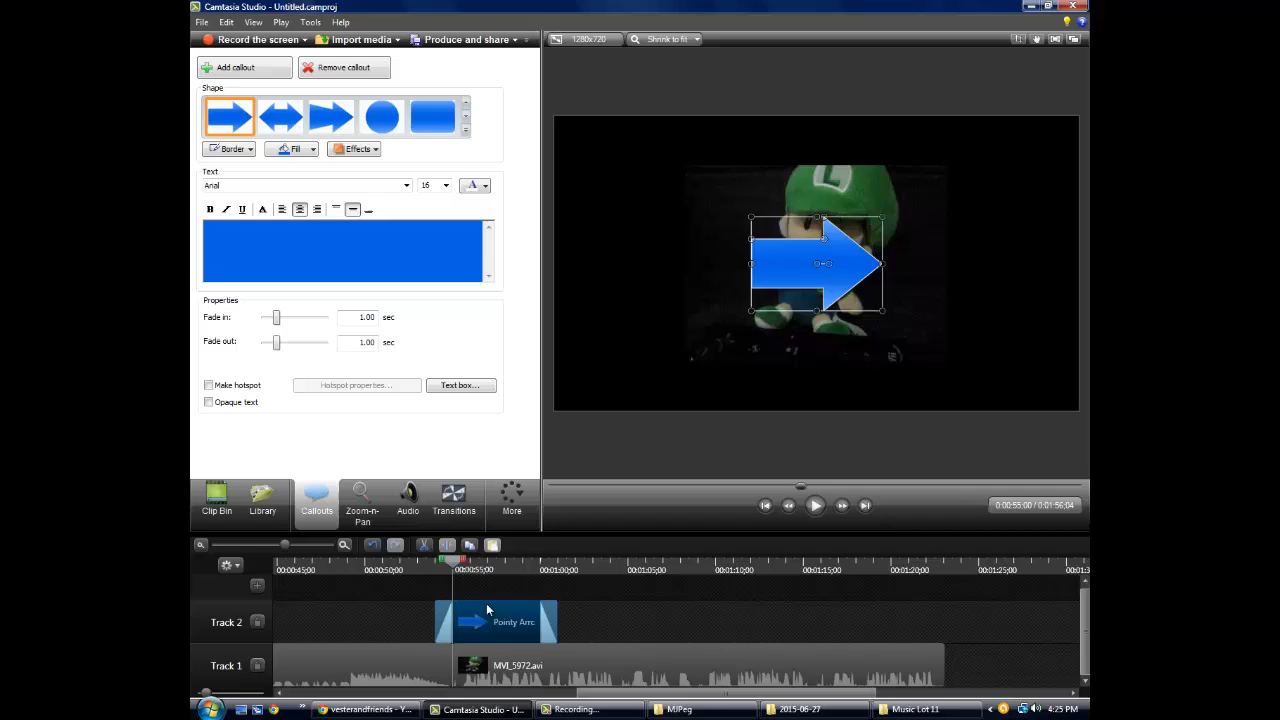 Camtasia Studio - Untitled.camproj
File Edit View Play Tools Help
Record the screen Import media Produce and share
1280x720 Shrink to fit
Add callout Remove callout
Shape
Border Fill Effects
Text
Arial 16 A
B I U A
Properties
Fade in: 1.00 sec
Fade out: 1.00 sec
Make hotspot Hotspot properties... Text box...
Opaque text
L
Clip Bin Library Callouts Zoom-n-Pan Audio Transitions More
0:00:55:00 / 0:01:56;04
00:00:45;00 00:00:50;00 00:00:55;00 00:01:00;00 00:01:05;00 00:01:10;00 00:01:15;00 00:01:20;00 00:01:25;00
Track 2 Pointy Arrc
Track 1 MVI_5972.avi
vesterandfriends - Y... Camtasia Studio - U... Recording... MJPeg 2015-06-27 Music Lot 11 4:25 PM